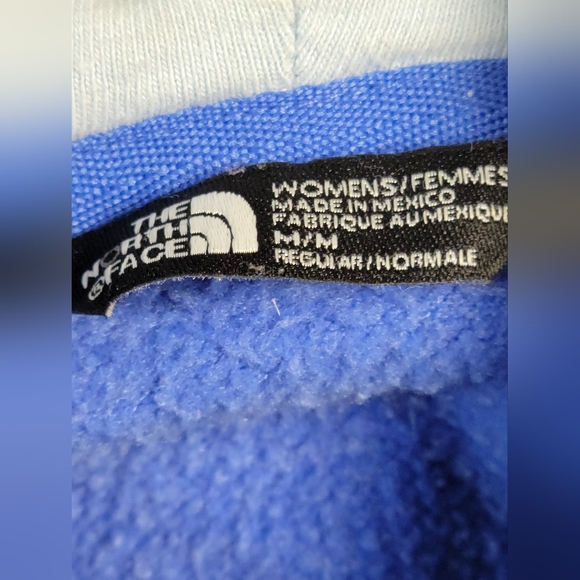 THE
NORTH
FACE
WOMENS/FEMMES
MADE IN MEXICO
FABRIQUE AU MEXIQUE
M/M
REGULAR/NORMALE